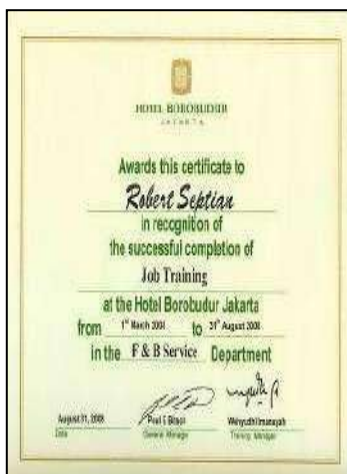 HOTEL BOROBUDUR
JAKARTA
Awards this certificate to
Robert Septian
in recognition of
the successful completion of
Job Training
at the Hotel Borobudur Jakarta
from 1st March 2008 to 31st August 2008
in the F & B Service Department
August 31, 2008
Date General Manager Training Manager